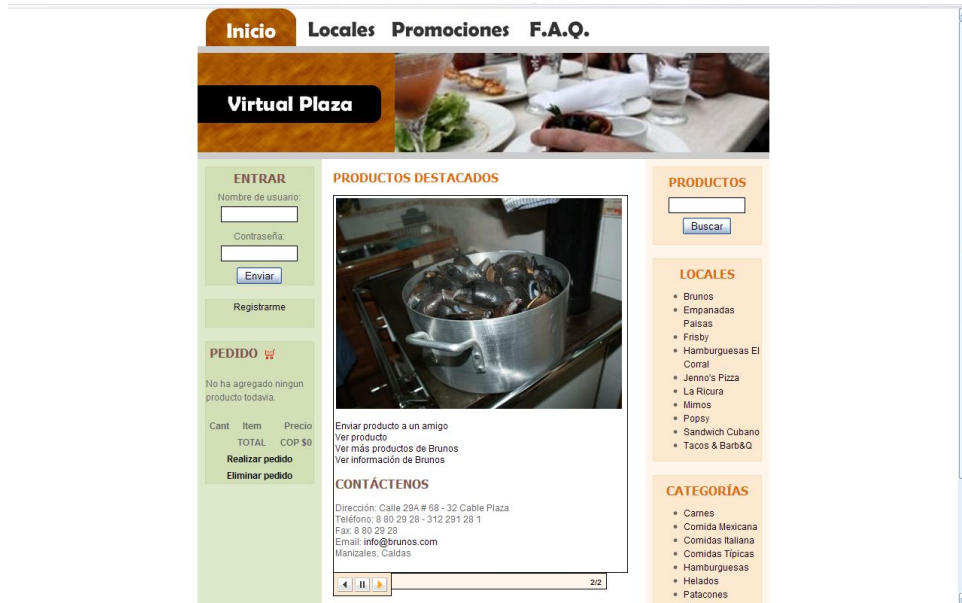 Inicio Locales Promociones F.A.Q.
Virtual Plaza
ENTRAR
Nombre de usuario:
Contraseña:
Enviar
Registrarme
PEDIDO
No ha agregado ningun
producto todavia.
Cant Item Precio
TOTAL COP $0
Realizar pedido
Eliminar pedido
PRODUCTOS DESTACADOS
Enviar producto a un amigo
Ver producto
Ver más productos de Brunos
Ver información de Brunos
CONTÁCTENOS
Dirección: Calle 29A # 68 - 32 Cable Plaza
Teléfono: 8 80 29 28 - 312 291 28 1
Fax: 8 80 29 28
Email: info@brunos.com
Manizales, Caldas
2/2
PRODUCTOS
Buscar
LOCALES
Brunos
Empanadas
Paisas
Frisby
Hamburguesas El
Corral
Jenno's Pizza
La Ricura
Mimos
Popsy
Sandwich Cubano
Tacos & Barb&Q
CATEGORÍAS
Carnes
Comida Mexicana
Comidas Italiana
Comidas Típicas
Hamburguesas
Helados
Patacones